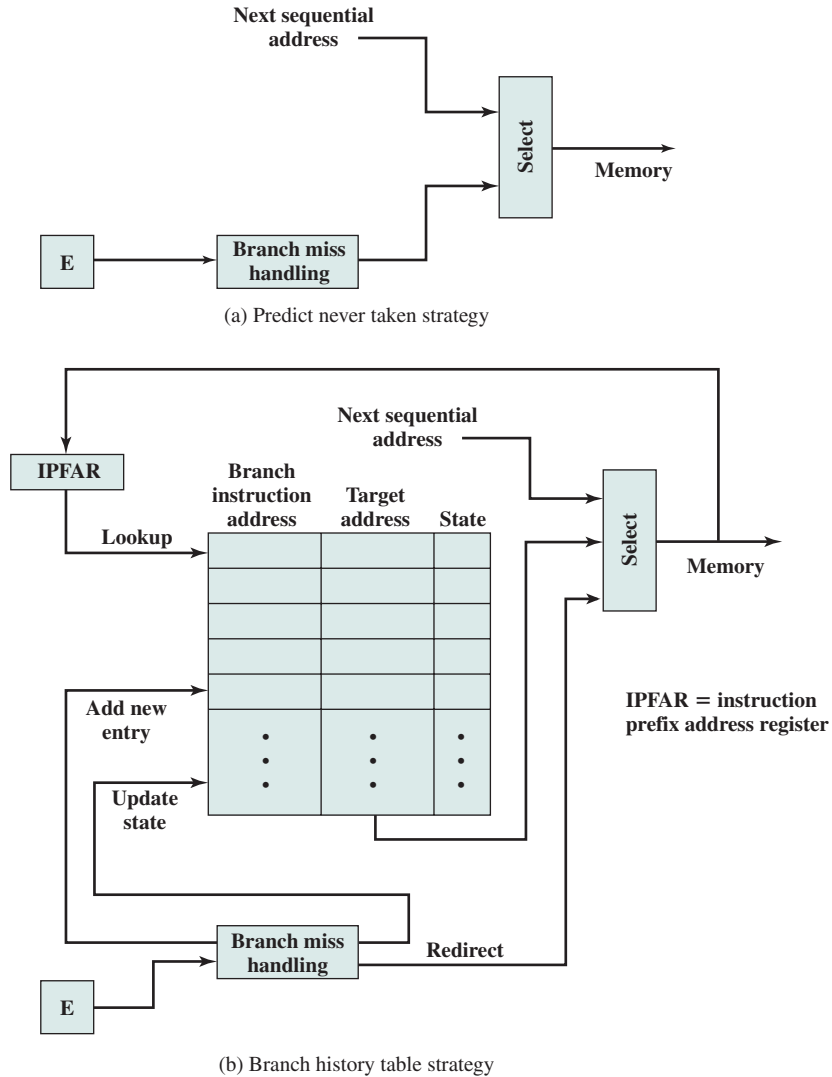 Next sequential
address
Select
Memory
E
Branch miss
handling
(a) Predict never taken strategy
Next sequential
address
IPFAR
Branch
instruction
address
Target
address
State
Lookup
Select
Memory
Add new
entry
IPFAR = instruction
prefix address register
Update
state
Branch miss
handling
Redirect
E
(b) Branch history table strategy